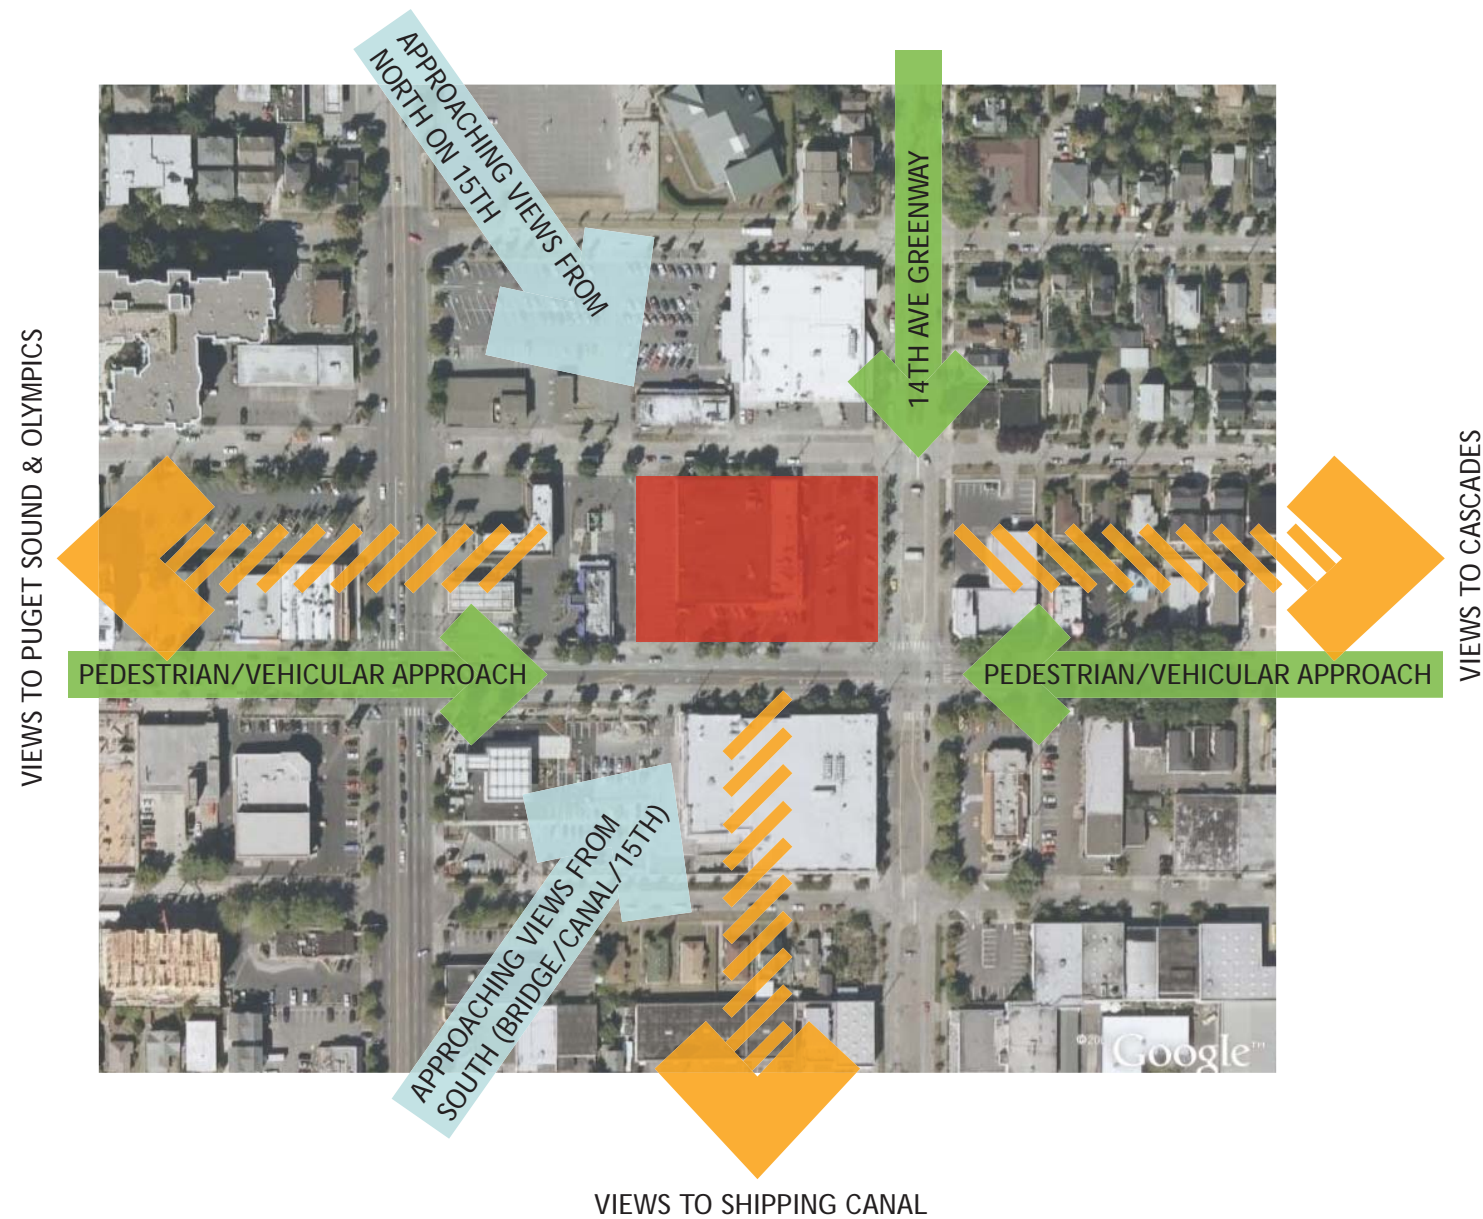 APPROACHING VIEWS FROM
NORTH ON 15TH
14TH AVE GREENWAY
VIEWS TO PUGET SOUND & OLYMPICS
VIEWS TO CASCADES
PEDESTRIAN/VEHICULAR APPROACH
PEDESTRIAN/VEHICULAR APPROACH
APPROACHING VIEWS FROM
SOUTH (BRIDGE/CANAL/15TH)
Google™
VIEWS TO SHIPPING CANAL